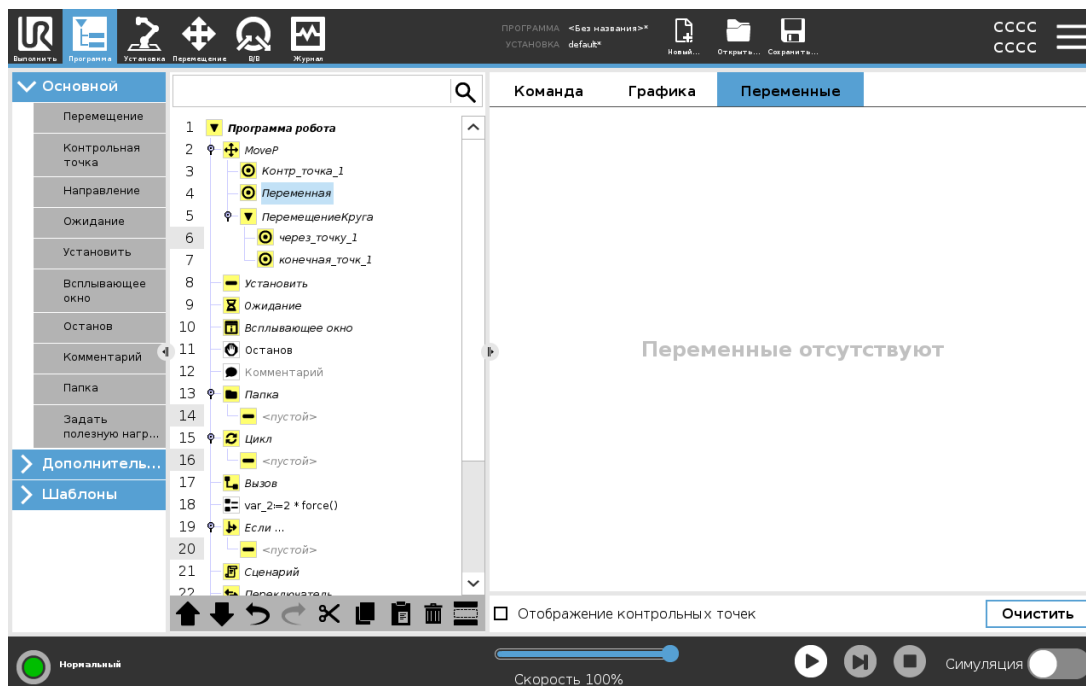 UR
ПРОГРАММА <Без названия>*
УСТАНОВКА default*
Выполнить Программа Установка Перемещение В/В Журнал
Новый... Открыть... Сохранить...
CCCC
CCCC
Основной
Перемещение
Контрольная
точка
Направление
Ожидание
Установить
Всплывающее
окно
Останов
Комментарий
Папка
Задать
полезную нагр...
Дополнитель...
Шаблоны
1 Программа робота
2 MoveP
3 Контр_точка_1
4 Переменная
5 ПеремещениеКруга
6 через_точку_1
7 конечная_точк_1
8 Установить
9 Ожидание
10 Всплывающее окно
11 Останов
12 Комментарий
13 Папка
14 <пустой>
15 Цикл
16 <пустой>
17 Вызов
18 var_2:=2 * force()
19 Если ...
20 <пустой>
21 Сценарий
22 Переключатель
Команда Графика Переменные
Переменные отсутствуют
Отображение контрольных точек
Очистить
Нормальный
Скорость 100%
Симуляция